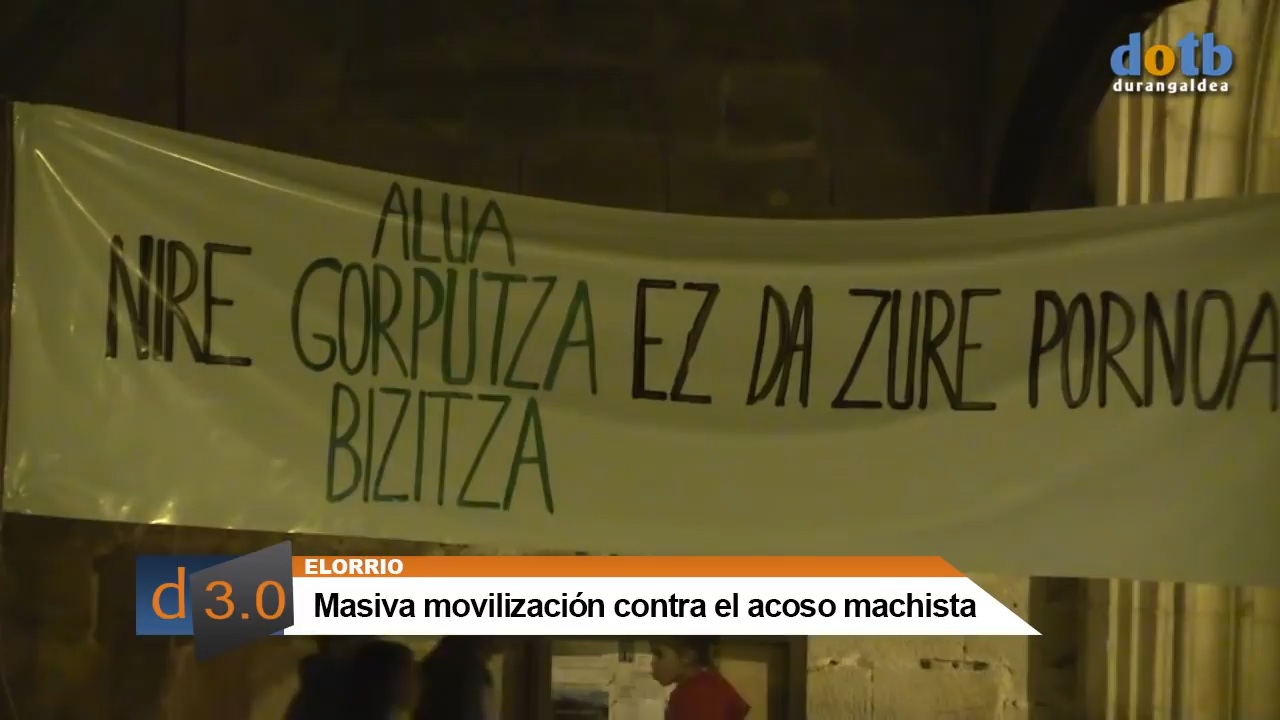 dotb
durangaldea
ALUA
NIRE GORPUTZA EZ DA ZURE PORNOA
BIZITZA
ELORRIO
d 3.0
Masiva movilización contra el acoso machista